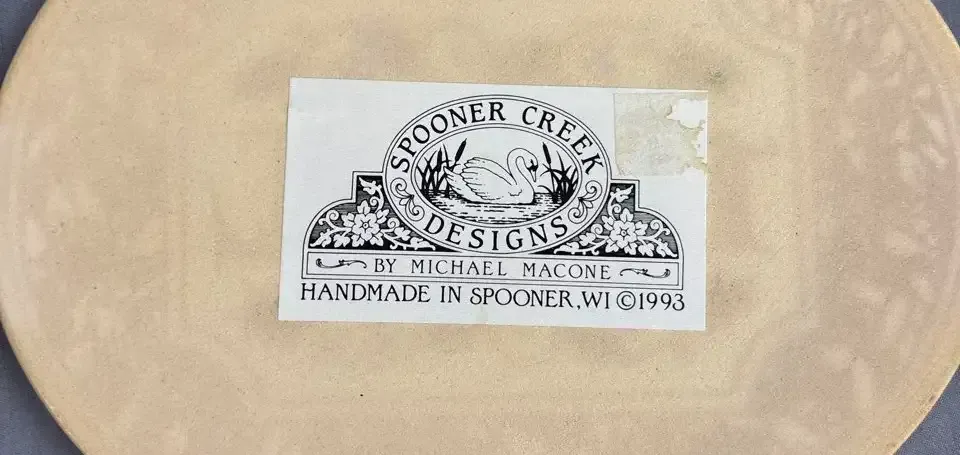 SPOONER CREEK
DESIGNS
BY MICHAEL MACONE
HANDMADE IN SPOONER, WI ©1993